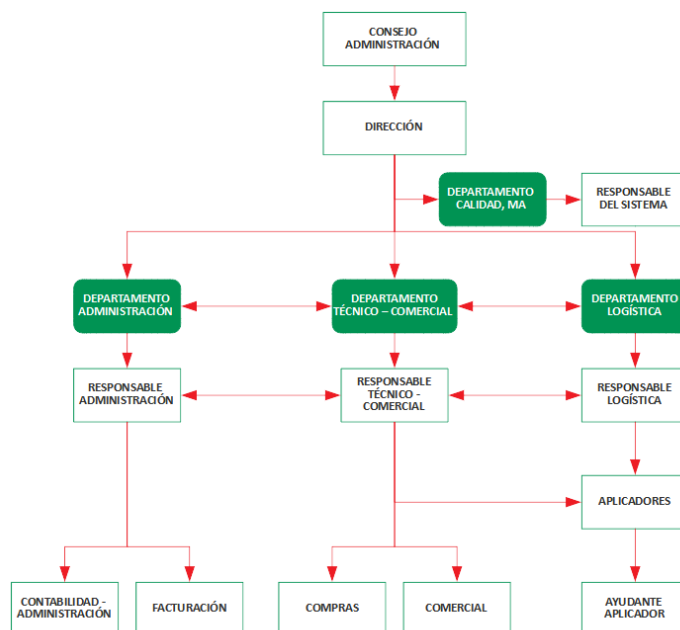 CONSEJO
ADMINISTRACIÓN
DIRECCIÓN
DEPARTAMENTO
CALIDAD, MA
RESPONSABLE
DEL SISTEMA
DEPARTAMENTO
ADMINISTRACIÓN
DEPARTAMENTO
TÉCNICO – COMERCIAL
DEPARTAMENTO
LOGÍSTICA
RESPONSABLE
ADMINISTRACIÓN
RESPONSABLE
TÉCNICO -
COMERCIAL
RESPONSABLE
LOGÍSTICA
APLICADORES
CONTABILIDAD -
ADMINISTRACIÓN
FACTURACIÓN
COMPRAS
COMERCIAL
AYUDANTE
APLICADOR